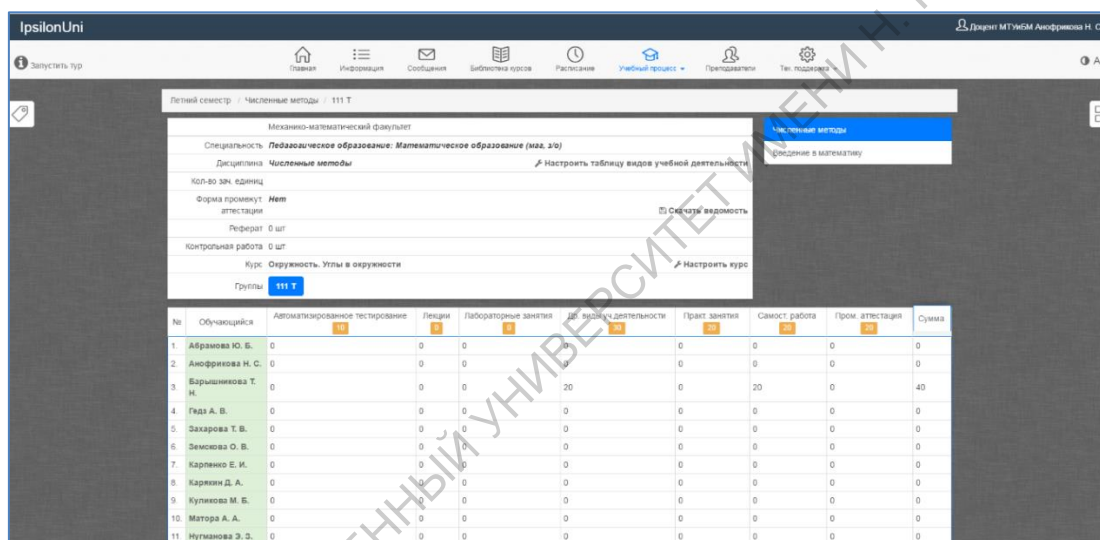 IpsilonUni
Доцент МТУиБМ Анофрикова Н. С
Запустить тур
Главная
Информация
Сообщения
Библиотека курсов
Расписание
Учебный процесс
Преподаватели
Тех. поддержка
А
Летний семестр / Численные методы / 111 Т
Механико-математический факультет
Специальность Педагогическое образование: Математическое образование (маг, з/о)
Дисциплина Численные методы
Настроить таблицу видов учебной деятельности
Кол-во зач. единиц
Форма промежут. аттестации Нет
Скачать ведомость
Реферат 0 шт
Контрольная работа 0 шт
Курс Окружность. Углы в окружности
Настроить курс
Группы 111 Т
Численные методы
Введение в математику
№ Обучающийся Автоматизированное тестирование 10 Лекции 0 Лабораторные занятия 0 Др. виды уч деятельности 30 Практ занятия 20 Самост. работа 20 Пром. аттестация 20 Сумма
1. Абрамова Ю. Б. 0 0 0 0 0 0 0 0
2. Анофрикова Н. С. 0 0 0 0 0 0 0 0
3. Барышникова Т. Н. 0 0 0 20 0 20 0 40
4. Геда А. В. 0 0 0 0 0 0 0 0
5. Захарова Т. В. 0 0 0 0 0 0 0 0
6. Земскова О. В. 0 0 0 0 0 0 0 0
7. Карпенко Е. И. 0 0 0 0 0 0 0 0
8. Карякин Д. А. 0 0 0 0 0 0 0 0
9. Куликова М. Б. 0 0 0 0 0 0 0 0
10. Матора А. А. 0 0 0 0 0 0 0 0
11. Нугманова Э. З. 0 0 0 0 0 0 0 0
ЕННЫЙ УНИВЕРСИТЕТ ИМЕНИ Н.